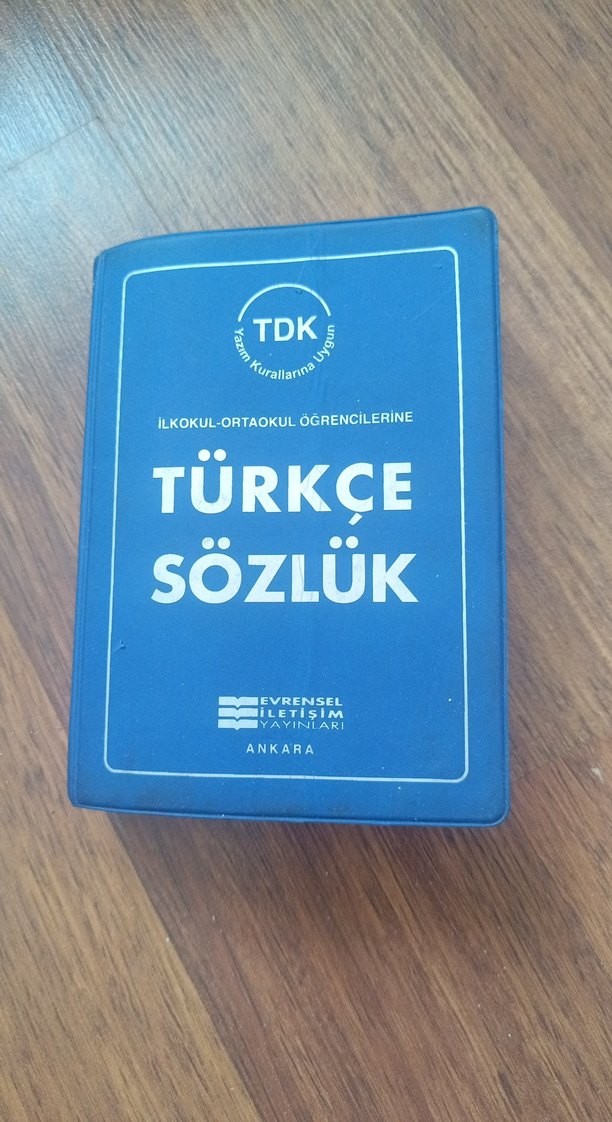 TDK
Yazım Kurallarına Uygun
İLKOKUL-ORTAOKUL ÖĞRENCİLERİNE
TÜRKÇE
SÖZLÜK
EVRENSEL
İLETİŞİM
YAYINLARI
ANKARA